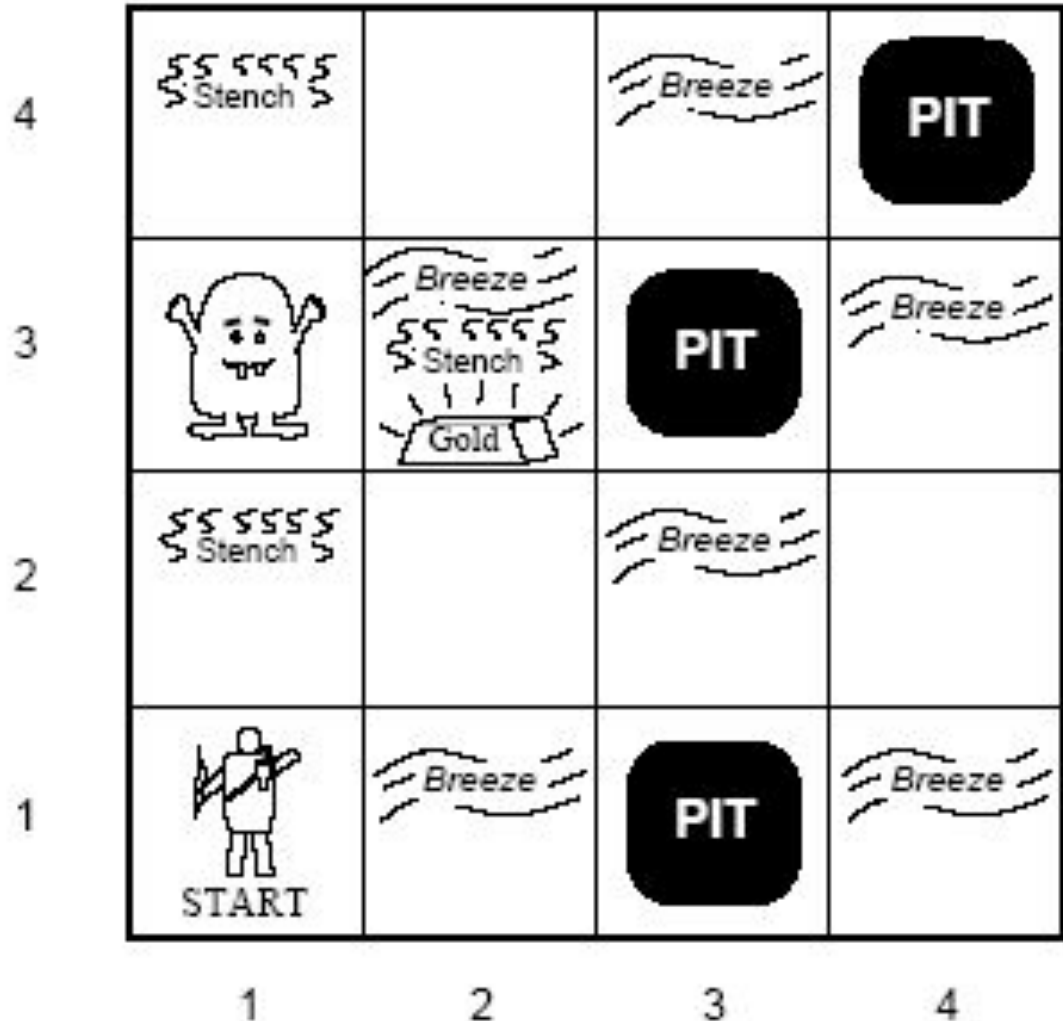 4
Stench
Breeze
PIT
3
Breeze
Stench
Gold
PIT
Breeze
2
Stench
Breeze
1
START
Breeze
PIT
Breeze
1 2 3 4